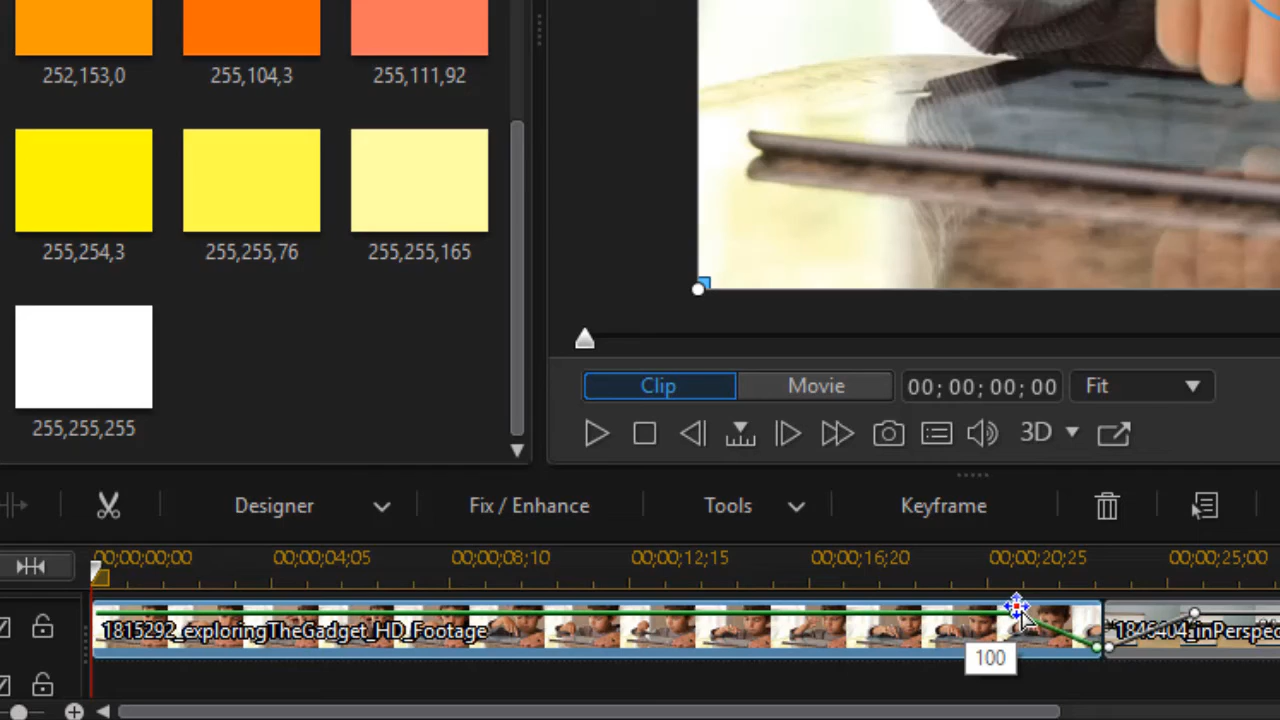 252,153,0
255,104,3
255,111,92
255,254,3
255,255,76
255,255,165
255,255,255
Clip
Movie
00; 00; 00; 00
Fit
3D
Designer
Fix / Enhance
Tools
Keyframe
00;00;00;00
00;00;04;05
00;00;08;10
00;00;12;15
00;00;16;20
00;00;20;25
00;00;25;00
1815292_exploringTheGadget_HD_Footage
1846404_inPerspec
100